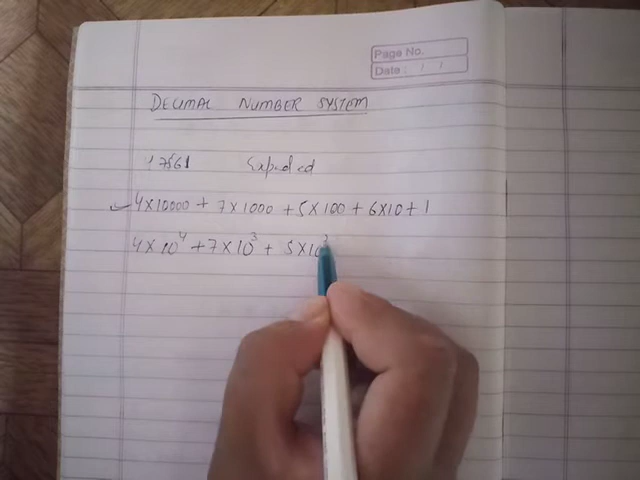 Page No.
Date : / /
DECIMAL NUMBER SYSTEM
47561 Expanded
4×10000 + 7×1000 + 5×100 + 6×10 + 1
4×10⁴ + 7×10³ + 5×10²